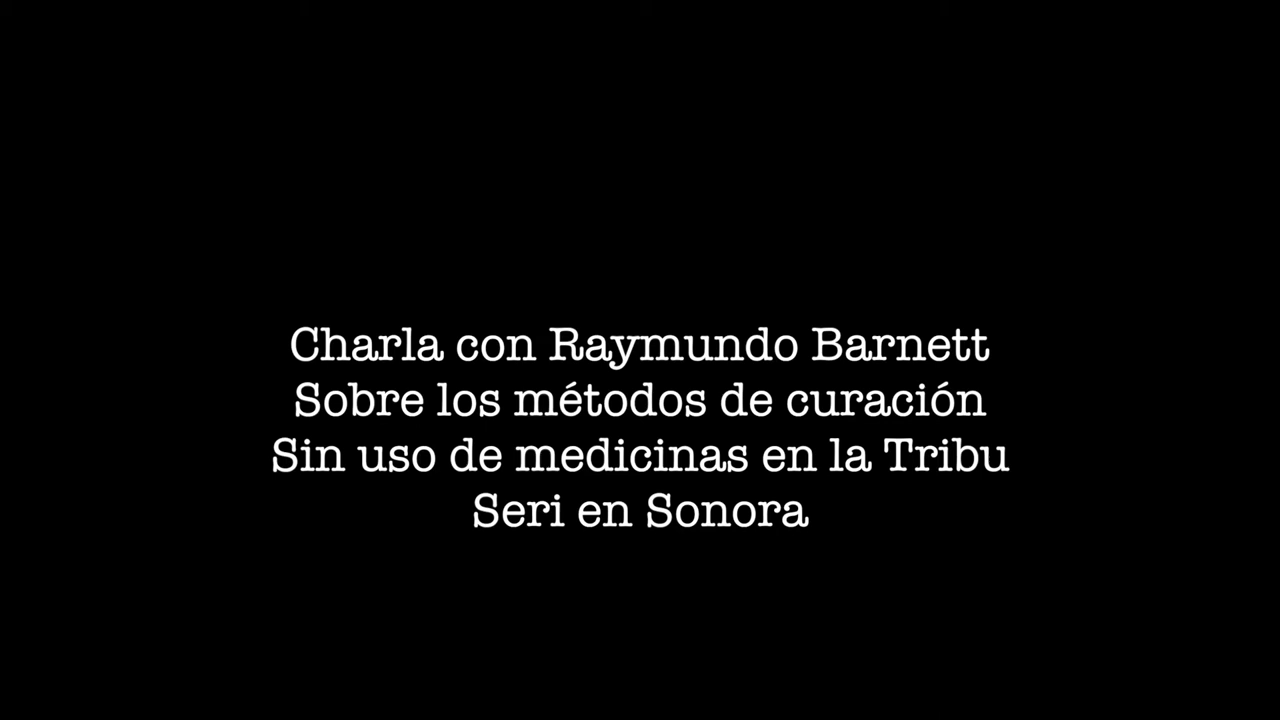 Charla con Raymundo Barnett
Sobre los métodos de curación
Sin uso de medicinas en la Tribu
Seri en Sonora